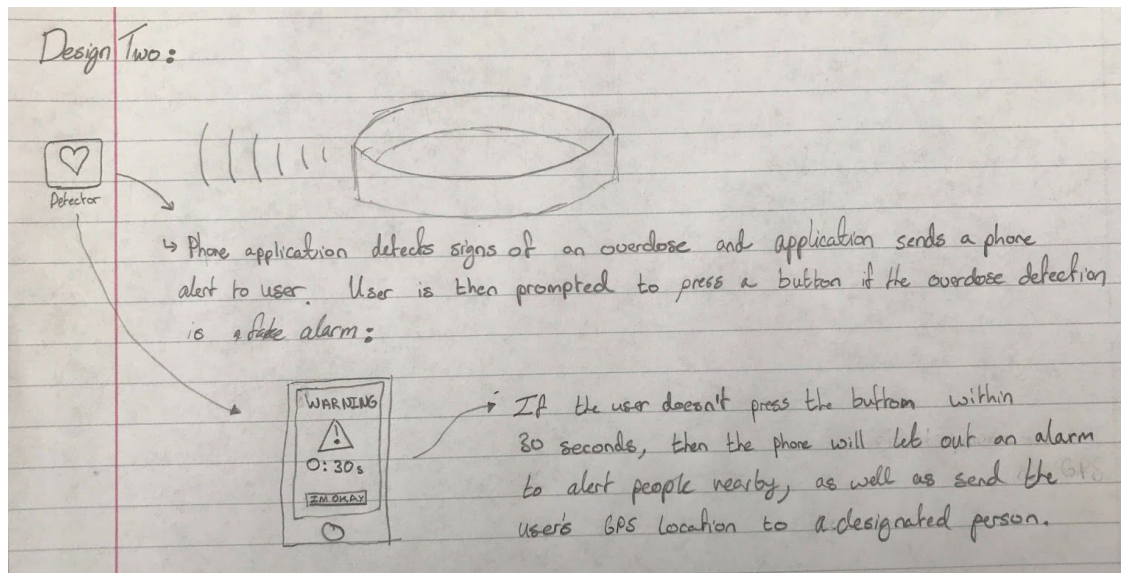 Design Two:
Detector
↳ Phone application detects signs of an overdose and application sends a phone
alert to user. User is then prompted to press a button if the overdose detection
is a fake alarm:
WARNING
!
0:30s
IM OKAY
If the user doesn't press the buttom within
30 seconds, then the phone will let out an alarm
to alert people nearby, as well as send the GPS
user's GPS location to a designated person.